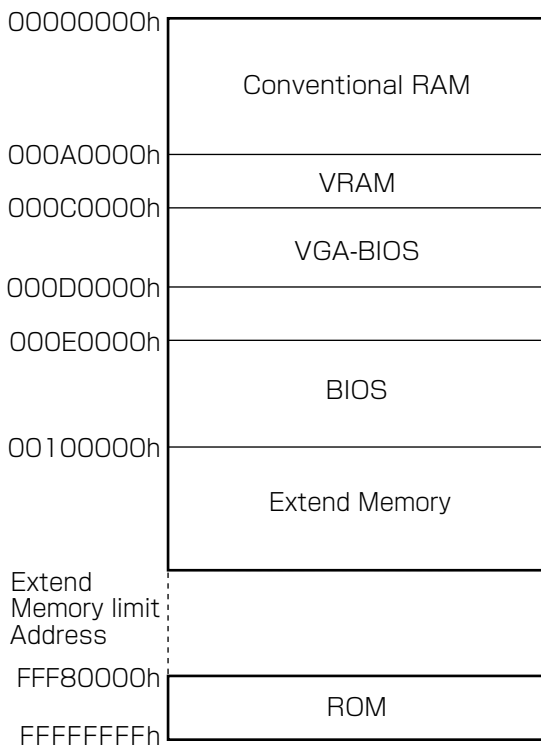 00000000h
Conventional RAM
000A0000h
VRAM
000C0000h
VGA-BIOS
000D0000h
000E0000h
BIOS
00100000h
Extend Memory
Extend
Memory limit
Address
FFF80000h
ROM
FFFFFFFFh